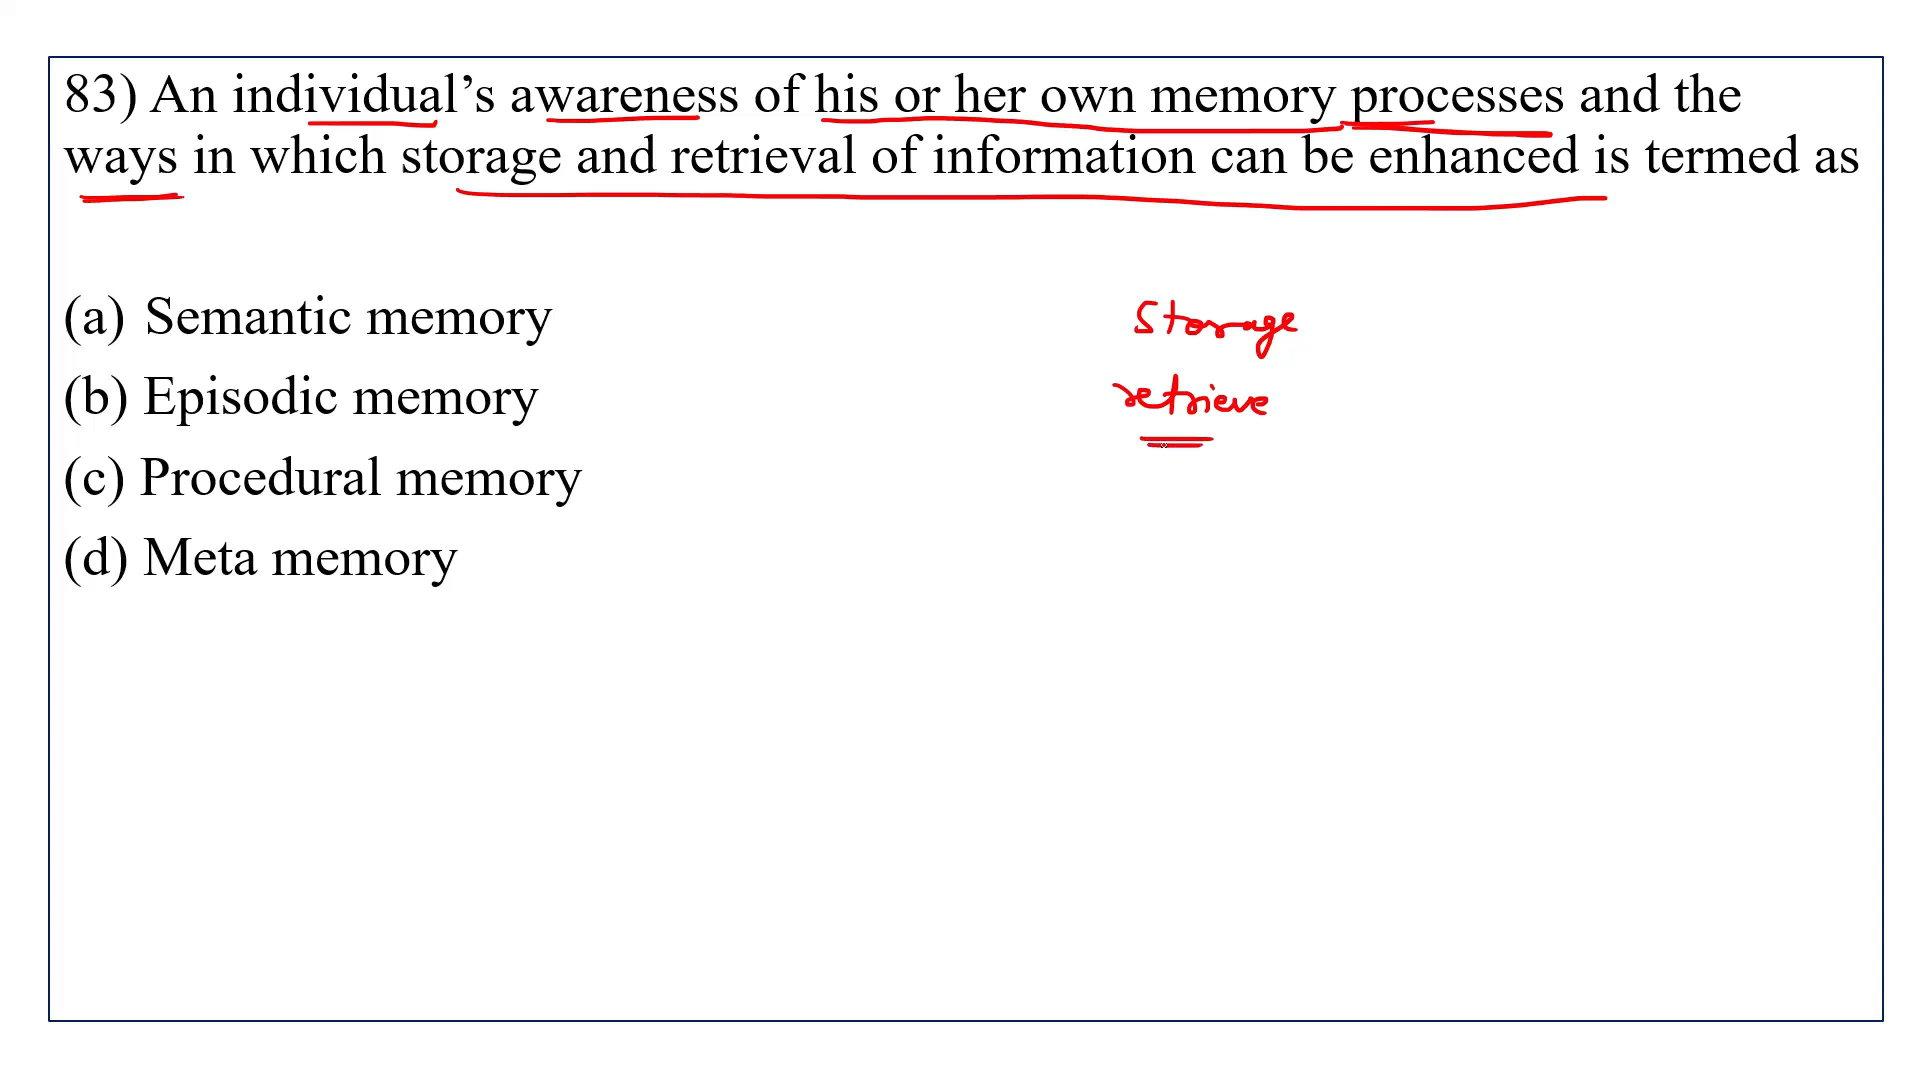 83) An individual’s awareness of his or her own memory processes and the
ways in which storage and retrieval of information can be enhanced is termed as
(a) Semantic memory
(b) Episodic memory
(c) Procedural memory
(d) Meta memory
Storage
retrieve